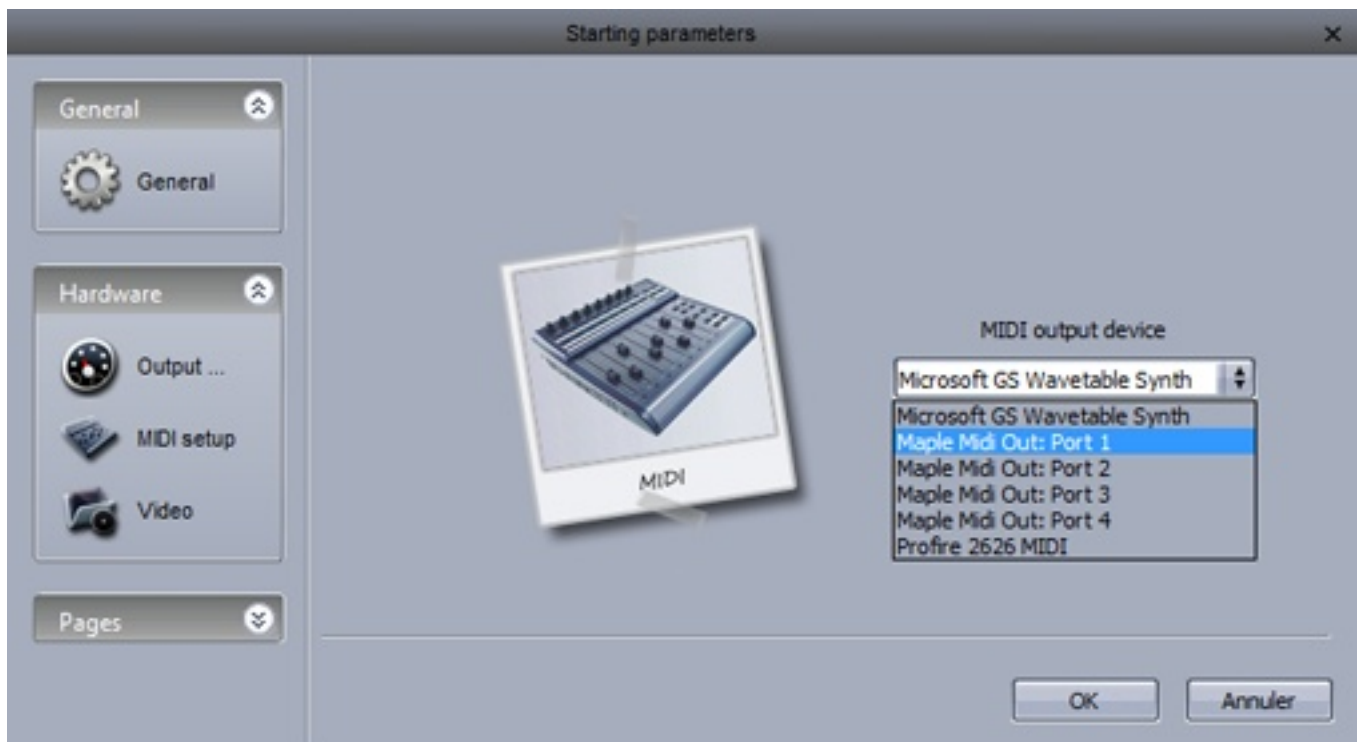 Starting parameters
General
General
Hardware
Output ...
MIDI setup
Video
Pages
MIDI
MIDI output device
Microsoft GS Wavetable Synth
Microsoft GS Wavetable Synth
Maple Midi Out: Port 1
Maple Midi Out: Port 2
Maple Midi Out: Port 3
Maple Midi Out: Port 4
Profire 2626 MIDI
OK
Annuler